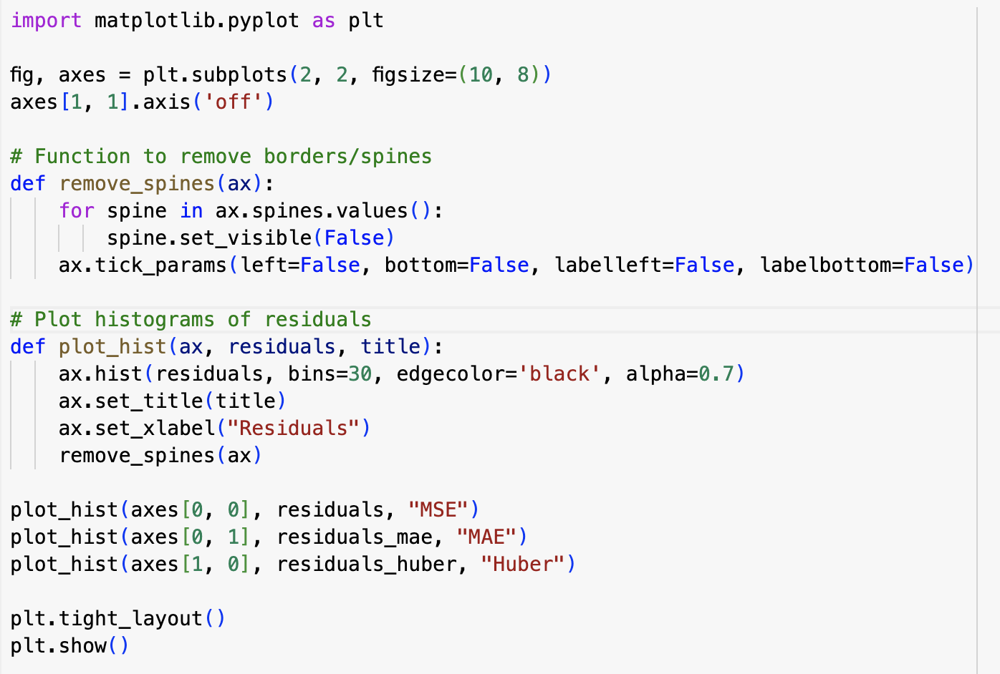 import matplotlib.pyplot as plt

fig, axes = plt.subplots(2, 2, figsize=(10, 8))
axes[1, 1].axis('off')

# Function to remove borders/spines
def remove_spines(ax):
    for spine in ax.spines.values():
        spine.set_visible(False)
    ax.tick_params(left=False, bottom=False, labelleft=False, labelbottom=False)

# Plot histograms of residuals
def plot_hist(ax, residuals, title):
    ax.hist(residuals, bins=30, edgecolor='black', alpha=0.7)
    ax.set_title(title)
    ax.set_xlabel("Residuals")
    remove_spines(ax)

plot_hist(axes[0, 0], residuals, "MSE")
plot_hist(axes[0, 1], residuals_mae, "MAE")
plot_hist(axes[1, 0], residuals_huber, "Huber")

plt.tight_layout()
plt.show()